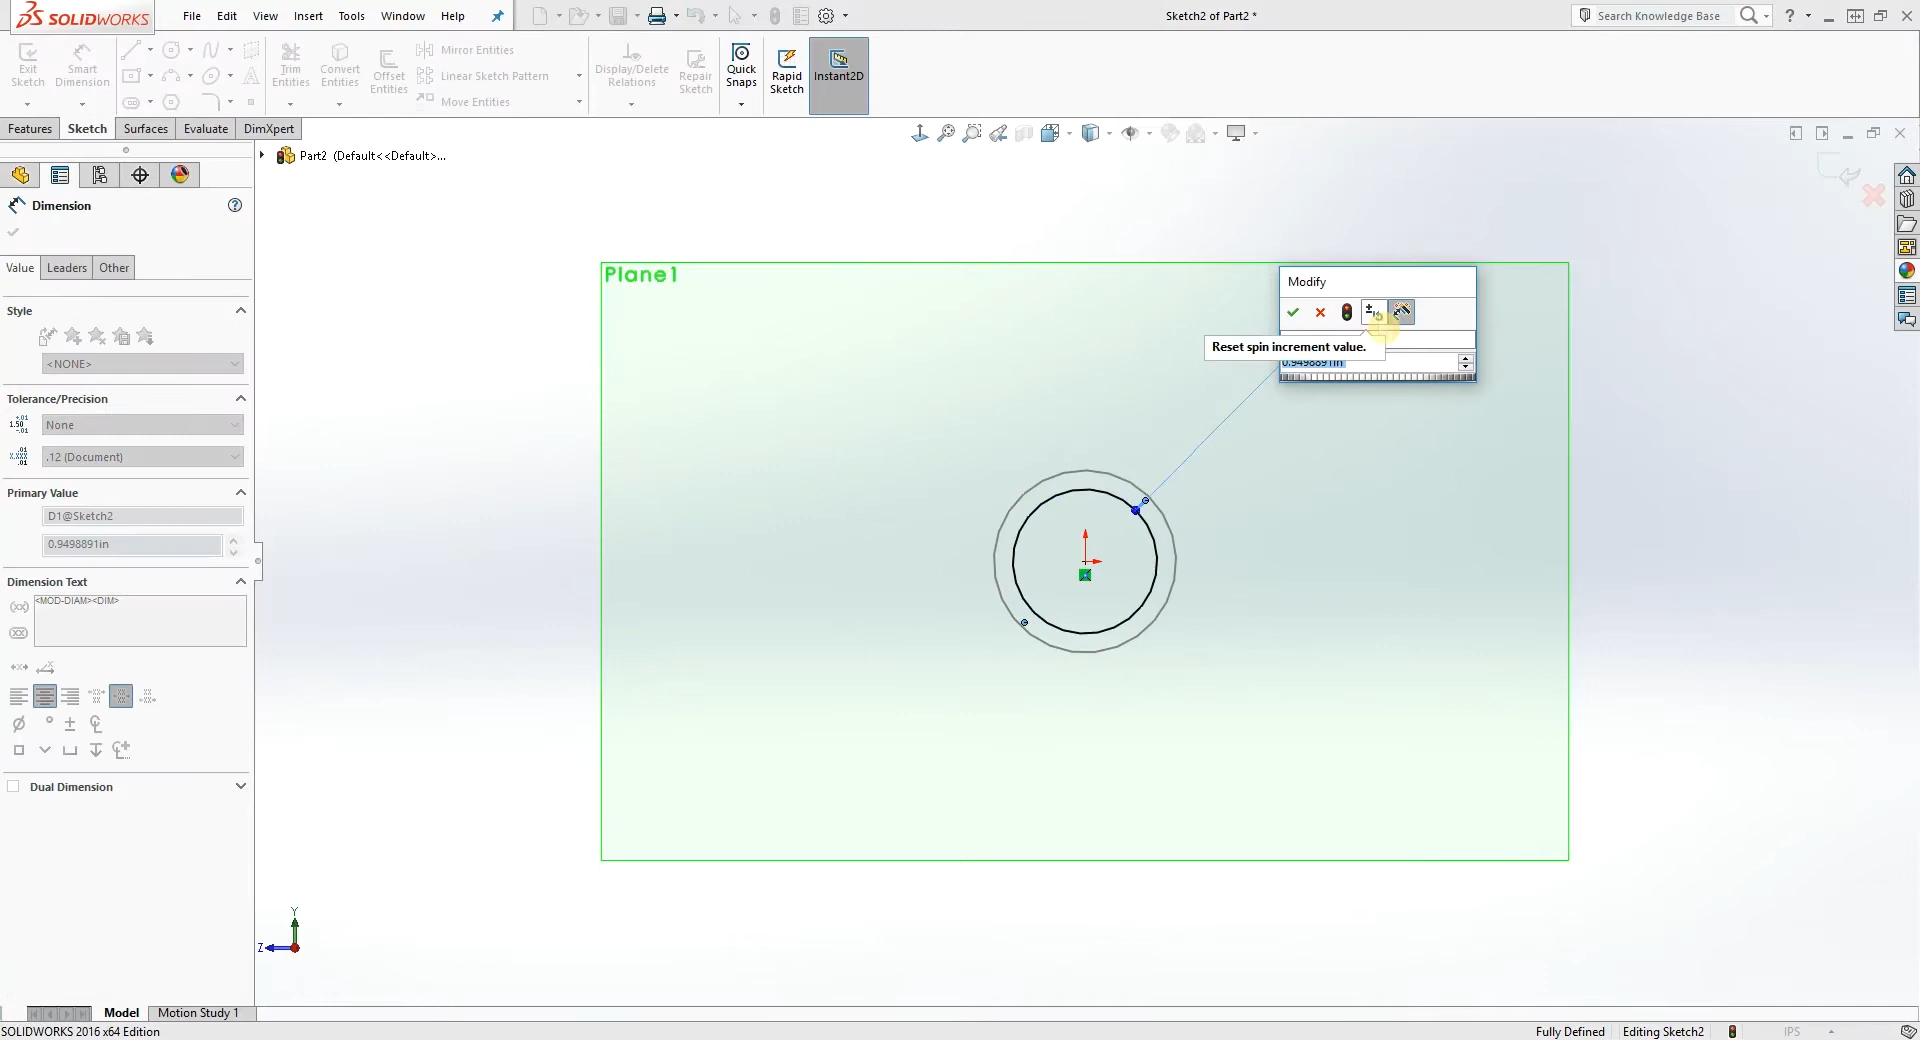 SOLIDWORKS
File Edit View Insert Tools Window Help
Sketch2 of Part2 *
Search Knowledge Base
Exit Sketch
Smart Dimension
Trim Entities
Convert Entities
Offset Entities
Mirror Entities
Linear Sketch Pattern
Move Entities
Display/Delete Relations
Repair Sketch
Quick Snaps
Rapid Sketch
Instant2D
Features Sketch Surfaces Evaluate DimXpert
Part2 (Default<<Default>...
Dimension
Value Leaders Other
Style
<NONE>
Tolerance/Precision
None
.12 (Document)
Primary Value
D1@Sketch2
0.9498891in
Dimension Text
<MOD-DIAM><DIM>
Dual Dimension
Plane1
Modify
Reset spin increment value.
0.9498891in
Y
Z
Model Motion Study 1
SOLIDWORKS 2016 x64 Edition
Fully Defined Editing Sketch2 IPS